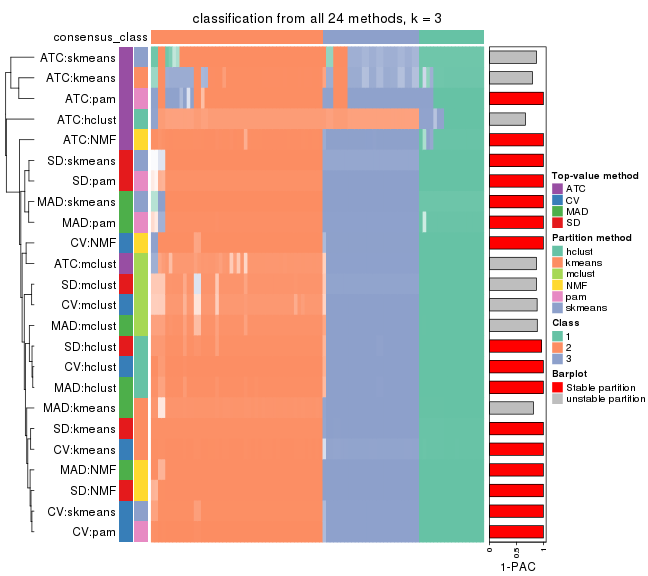 classification from all 24 methods, k = 3
consensus_class
ATC:skmeans
ATC:kmeans
ATC:pam
ATC:hclust
ATC:NMF
SD:skmeans
SD:pam
MAD:skmeans
MAD:pam
CV:NMF
ATC:mclust
SD:mclust
CV:mclust
MAD:mclust
SD:hclust
CV:hclust
MAD:hclust
MAD:kmeans
SD:kmeans
CV:kmeans
MAD:NMF
SD:NMF
CV:skmeans
CV:pam
0
0.5
1
1-PAC
Top-value method
ATC
CV
MAD
SD
Partition method
hclust
kmeans
mclust
NMF
pam
skmeans
Class
1
2
3
Barplot
Stable partition
unstable partition